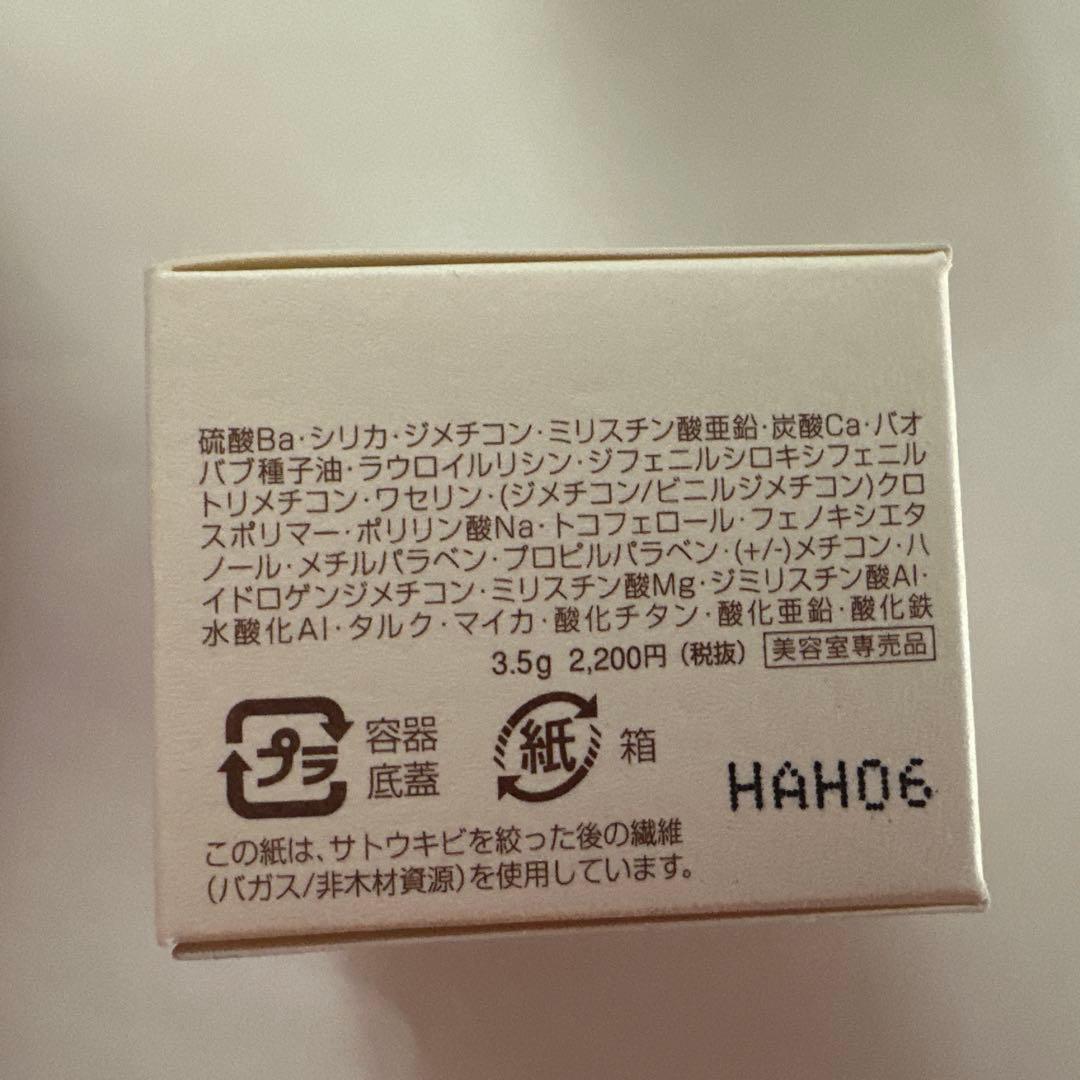 硫酸Ba・シリカ・ジメチコン・ミリスチン酸亜鉛・炭酸Ca・バオ
バブ種子油・ラウロイルリシン・ジフェニルシロキシフェニル
トリメチコン・ワセリン・(ジメチコン/ビニルジメチコン)クロ
スポリマー・ポリリン酸Na・トコフェロール・フェノキシエタ
ノール・メチルパラベン・プロピルパラベン・(+/-)メチコン・ハ
イドロゲンジメチコン・ミリスチン酸Mg・ジミリスチン酸Al・
水酸化Al・タルク・マイカ・酸化チタン・酸化亜鉛・酸化鉄
3.5g 2,200円（税抜） 美容室専売品
プラ 容器 紙 箱
底蓋
HAH06
この紙は、サトウキビを絞った後の繊維
(バガス/非木材資源)を使用しています。